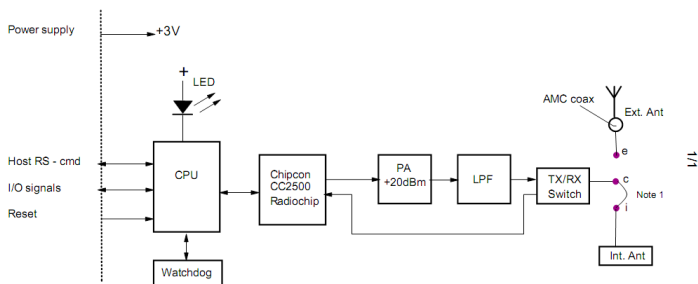 Power supply
+3V
+
LED
AMC coax
Ext. Ant
e
Host RS - cmd
I/O signals
Reset
CPU
Chipcon
CC2500
Radiochip
PA
+20dBm
LPF
TX/RX
Switch
c
Note 1
i
Int. Ant
Watchdog
1/1